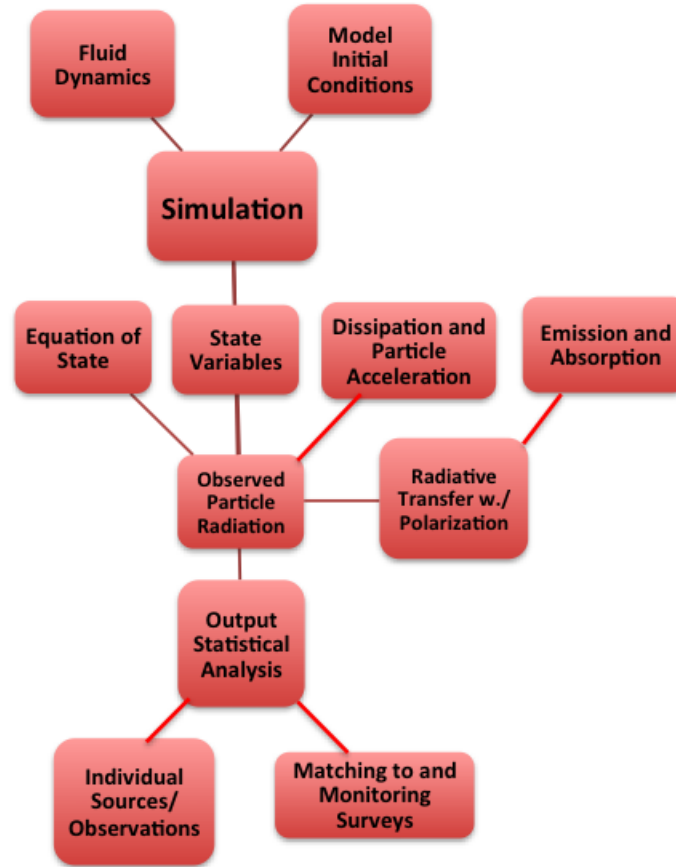 Fluid
Dynamics
Model
Initial
Conditions
Simulation
Equation of
State
State
Variables
Dissipation and
Particle
Acceleration
Emission and
Absorption
Observed
Particle
Radiation
Radiative
Transfer w./
Polarization
Output
Statistical
Analysis
Individual
Sources/
Observations
Matching to and
Monitoring
Surveys